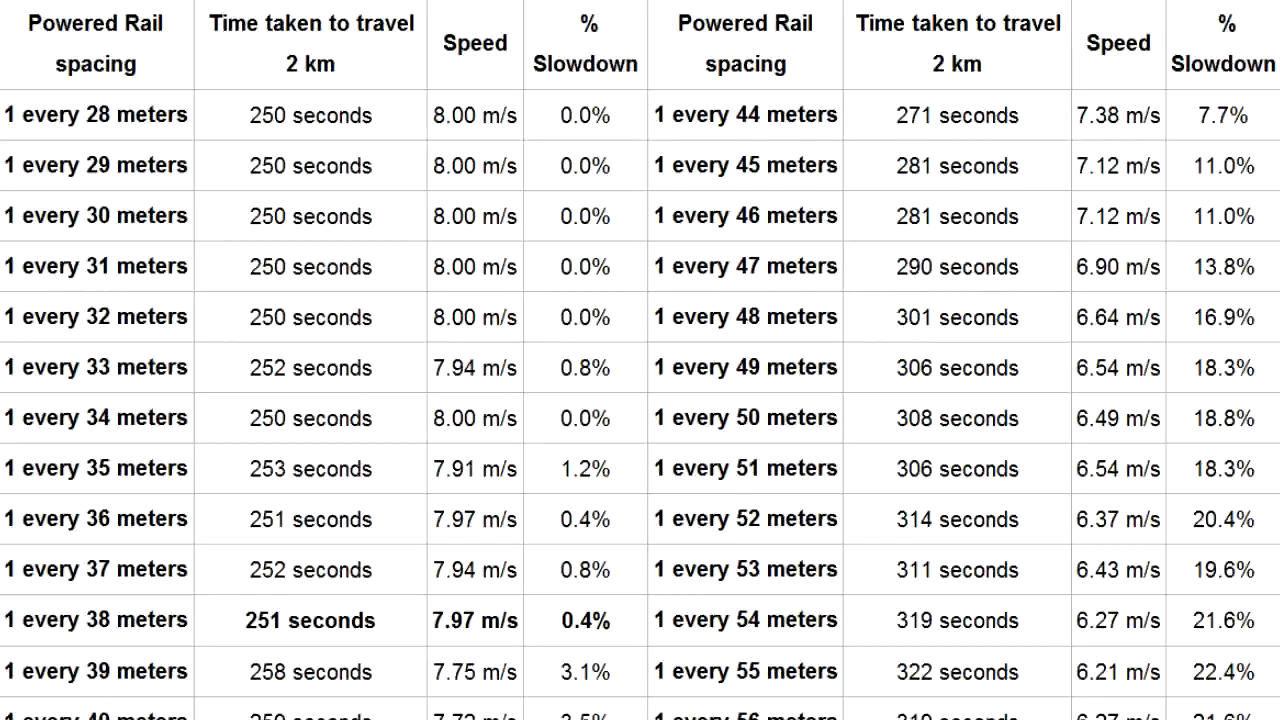 Powered Rail spacing Time taken to travel 2 km Speed % Slowdown Powered Rail spacing Time taken to travel 2 km Speed % Slowdown
1 every 28 meters 250 seconds 8.00 m/s 0.0% 1 every 44 meters 271 seconds 7.38 m/s 7.7%
1 every 29 meters 250 seconds 8.00 m/s 0.0% 1 every 45 meters 281 seconds 7.12 m/s 11.0%
1 every 30 meters 250 seconds 8.00 m/s 0.0% 1 every 46 meters 281 seconds 7.12 m/s 11.0%
1 every 31 meters 250 seconds 8.00 m/s 0.0% 1 every 47 meters 290 seconds 6.90 m/s 13.8%
1 every 32 meters 250 seconds 8.00 m/s 0.0% 1 every 48 meters 301 seconds 6.64 m/s 16.9%
1 every 33 meters 252 seconds 7.94 m/s 0.8% 1 every 49 meters 306 seconds 6.54 m/s 18.3%
1 every 34 meters 250 seconds 8.00 m/s 0.0% 1 every 50 meters 308 seconds 6.49 m/s 18.8%
1 every 35 meters 253 seconds 7.91 m/s 1.2% 1 every 51 meters 306 seconds 6.54 m/s 18.3%
1 every 36 meters 251 seconds 7.97 m/s 0.4% 1 every 52 meters 314 seconds 6.37 m/s 20.4%
1 every 37 meters 252 seconds 7.94 m/s 0.8% 1 every 53 meters 311 seconds 6.43 m/s 19.6%
1 every 38 meters 251 seconds 7.97 m/s 0.4% 1 every 54 meters 319 seconds 6.27 m/s 21.6%
1 every 39 meters 258 seconds 7.75 m/s 3.1% 1 every 55 meters 322 seconds 6.21 m/s 22.4%